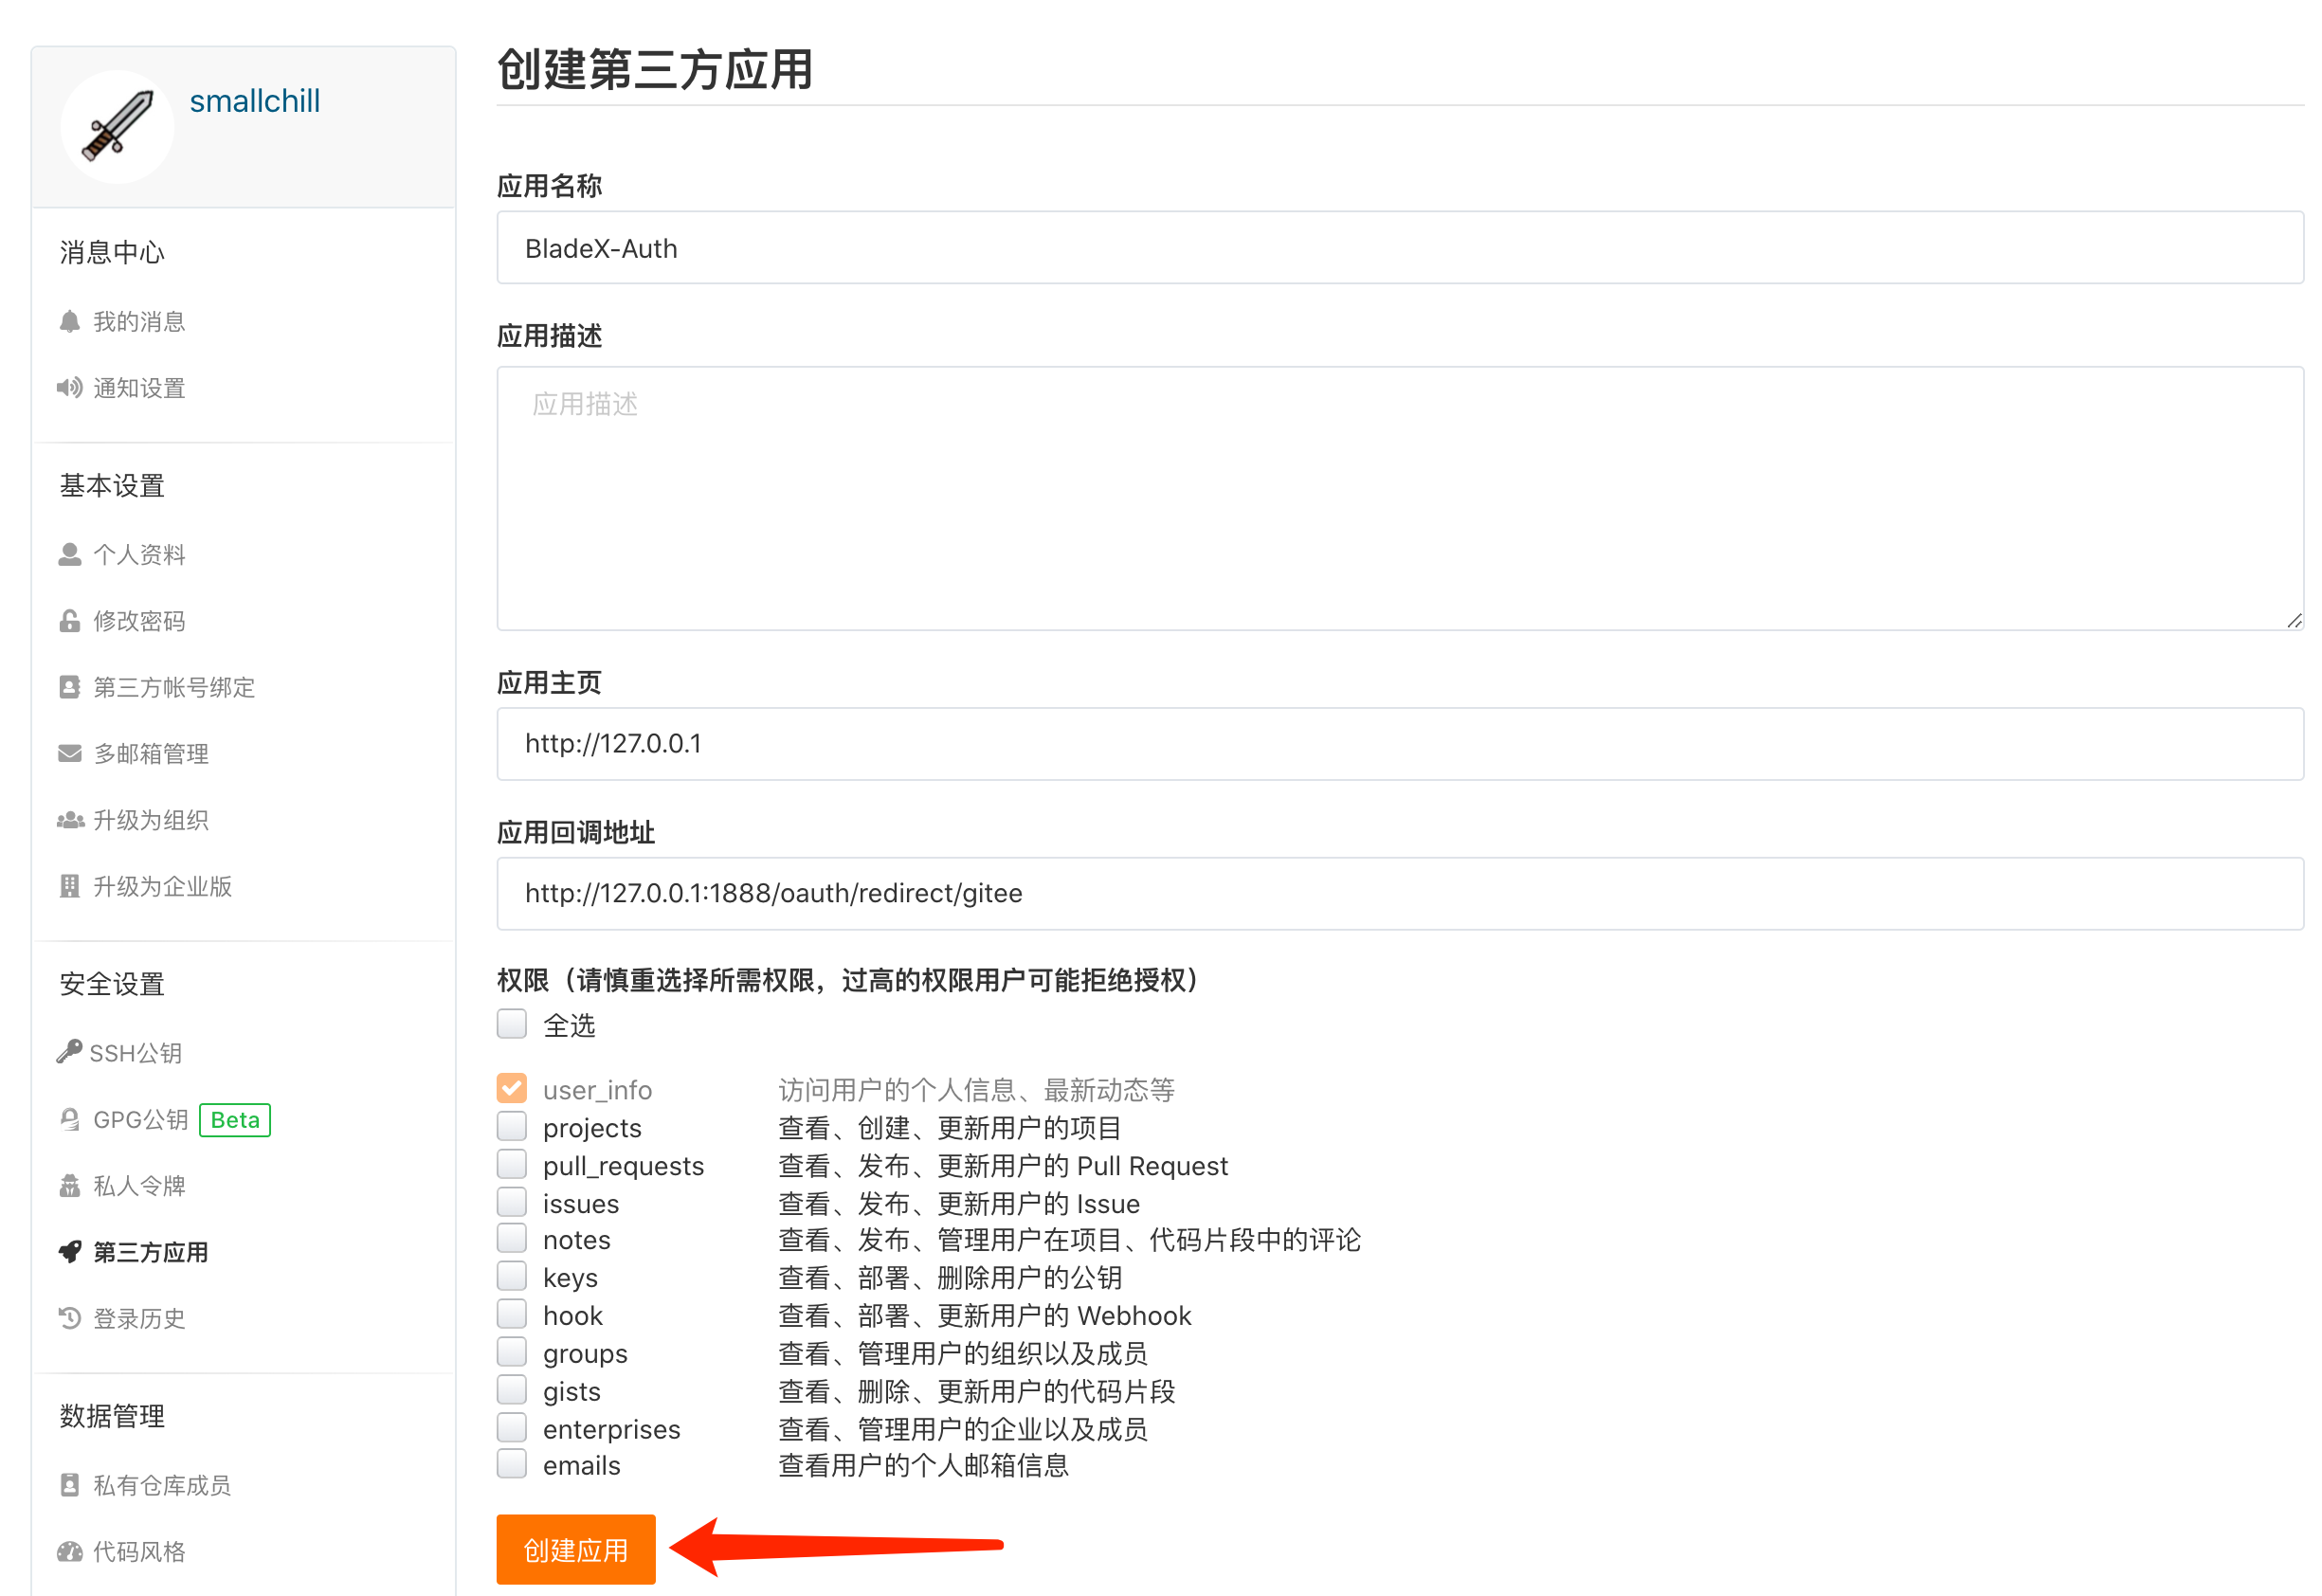 smallchill
消息中心
我的消息
通知设置
基本设置
个人资料
修改密码
第三方帐号绑定
多邮箱管理
升级为组织
升级为企业版
安全设置
SSH公钥
GPG公钥 Beta
私人令牌
第三方应用
登录历史
数据管理
私有仓库成员
代码风格
创建第三方应用
应用名称
BladeX-Auth
应用描述
应用描述
应用主页
http://127.0.0.1
应用回调地址
http://127.0.0.1:1888/oauth/redirect/gitee
权限（请慎重选择所需权限，过高的权限用户可能拒绝授权）
全选
user_info 访问用户的个人信息、最新动态等
projects 查看、创建、更新用户的项目
pull_requests 查看、发布、更新用户的 Pull Request
issues 查看、发布、更新用户的 Issue
notes 查看、发布、管理用户在项目、代码片段中的评论
keys 查看、部署、删除用户的公钥
hook 查看、部署、更新用户的 Webhook
groups 查看、管理用户的组织以及成员
gists 查看、删除、更新用户的代码片段
enterprises 查看、管理用户的企业以及成员
emails 查看用户的个人邮箱信息
创建应用